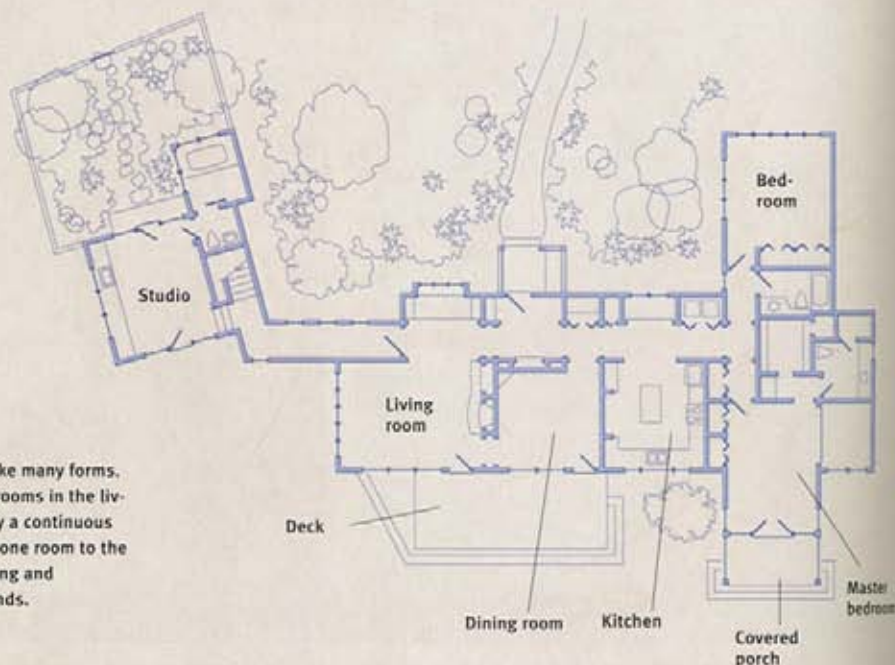 Bed-
room
Studio
Living
room
ke many forms.
rooms in the liv-
y a continuous
one room to the
ng and
nds.
Deck
Dining room
Kitchen
Covered
porch
Master
bedroom